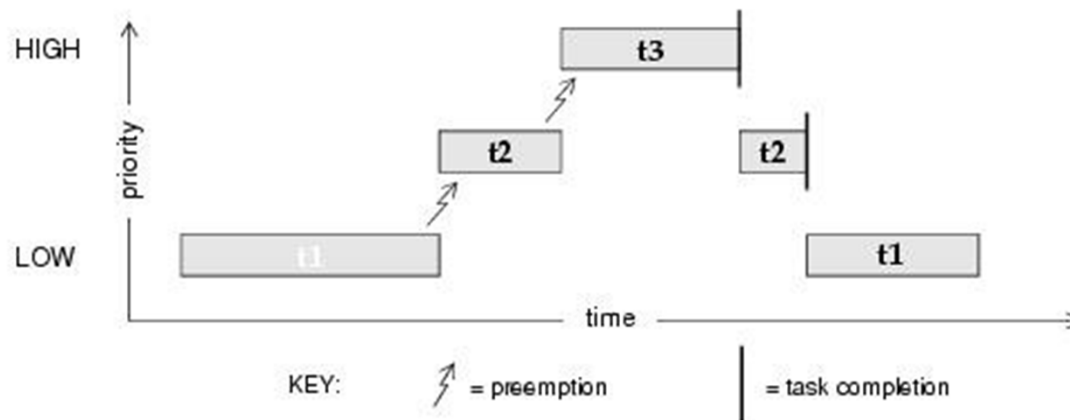 HIGH
t3
priority
t2
t2
LOW
t1
t1
time
KEY:
= preemption
= task completion